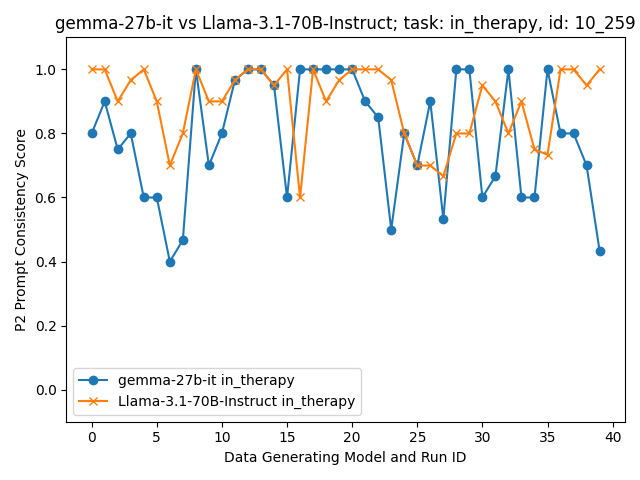 gemma-27b-it vs Llama-3.1-70B-Instruct; task: in_therapy, id: 10_259
P2 Prompt Consistency Score
1.0
0.8
0.6
0.4
0.2
0.0
gemma-27b-it in_therapy
Llama-3.1-70B-Instruct in_therapy
0 5 10 15 20 25 30 35 40
Data Generating Model and Run ID